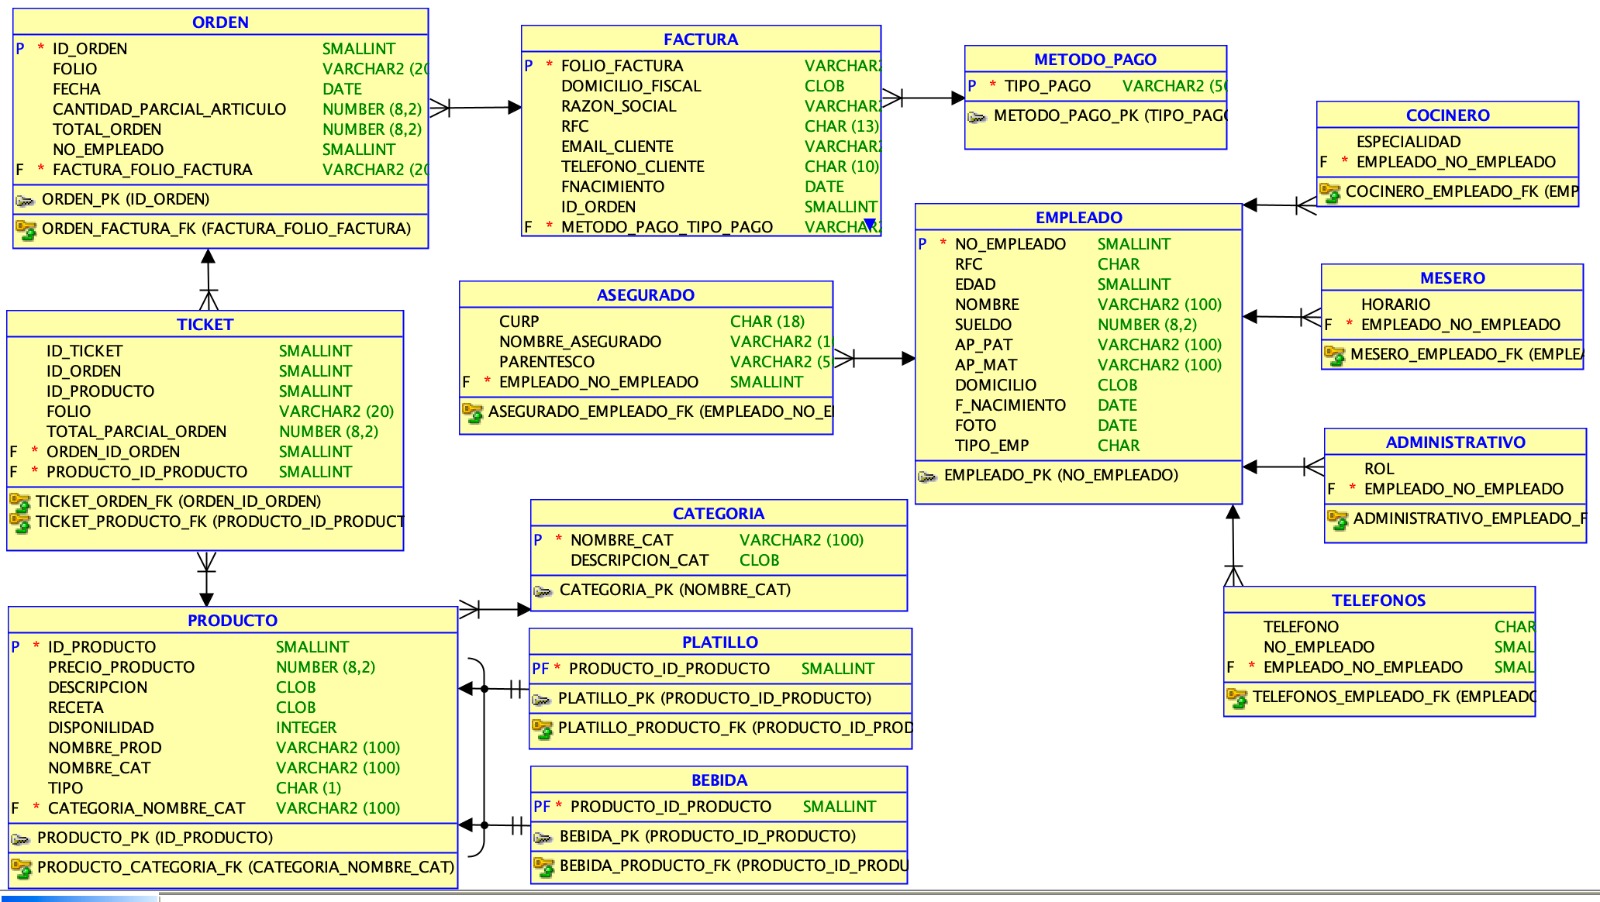 ORDEN
P * ID_ORDEN SMALLINT
FOLIO VARCHAR2 (20
FECHA DATE
CANTIDAD_PARCIAL_ARTICULO NUMBER (8,2)
TOTAL_ORDEN NUMBER (8,2)
NO_EMPLEADO SMALLINT
F * FACTURA_FOLIO_FACTURA VARCHAR2 (20
ORDEN_PK (ID_ORDEN)
ORDEN_FACTURA_FK (FACTURA_FOLIO_FACTURA)
FACTURA
P * FOLIO_FACTURA VARCHAR2
DOMICILIO_FISCAL CLOB
RAZON_SOCIAL VARCHAR2
RFC CHAR (13)
EMAIL_CLIENTE VARCHAR2
TELEFONO_CLIENTE CHAR (10)
FNACIMIENTO DATE
ID_ORDEN SMALLINT
F * METODO_PAGO_TIPO_PAGO VARCHAR2
METODO_PAGO
P * TIPO_PAGO VARCHAR2 (50
METODO_PAGO_PK (TIPO_PAGO
COCINERO
ESPECIALIDAD
F * EMPLEADO_NO_EMPLEADO
COCINERO_EMPLEADO_FK (EMP
EMPLEADO
P * NO_EMPLEADO SMALLINT
RFC CHAR
EDAD SMALLINT
NOMBRE VARCHAR2 (100)
SUELDO NUMBER (8,2)
AP_PAT VARCHAR2 (100)
AP_MAT VARCHAR2 (100)
DOMICILIO CLOB
F_NACIMIENTO DATE
FOTO DATE
TIPO_EMP CHAR
EMPLEADO_PK (NO_EMPLEADO)
MESERO
HORARIO
F * EMPLEADO_NO_EMPLEADO
MESERO_EMPLEADO_FK (EMPLEA
ASEGURADO
CURP CHAR (18)
NOMBRE_ASEGURADO VARCHAR2 (1
PARENTESCO VARCHAR2 (5
F * EMPLEADO_NO_EMPLEADO SMALLINT
ASEGURADO_EMPLEADO_FK (EMPLEADO_NO_E
TICKET
ID_TICKET SMALLINT
ID_ORDEN SMALLINT
ID_PRODUCTO SMALLINT
FOLIO VARCHAR2 (20)
TOTAL_PARCIAL_ORDEN NUMBER (8,2)
F * ORDEN_ID_ORDEN SMALLINT
F * PRODUCTO_ID_PRODUCTO SMALLINT
TICKET_ORDEN_FK (ORDEN_ID_ORDEN)
TICKET_PRODUCTO_FK (PRODUCTO_ID_PRODUCT
ADMINISTRATIVO
ROL
F * EMPLEADO_NO_EMPLEADO
ADMINISTRATIVO_EMPLEADO_F
CATEGORIA
P * NOMBRE_CAT VARCHAR2 (100)
DESCRIPCION_CAT CLOB
CATEGORIA_PK (NOMBRE_CAT)
TELEFONOS
TELEFONO CHAR
NO_EMPLEADO SMAL
F * EMPLEADO_NO_EMPLEADO SMAL
TELEFONOS_EMPLEADO_FK (EMPLEADO
PRODUCTO
P * ID_PRODUCTO SMALLINT
PRECIO_PRODUCTO NUMBER (8,2)
DESCRIPCION CLOB
RECETA CLOB
DISPONILIDAD INTEGER
NOMBRE_PROD VARCHAR2 (100)
NOMBRE_CAT VARCHAR2 (100)
TIPO CHAR (1)
F * CATEGORIA_NOMBRE_CAT VARCHAR2 (100)
PRODUCTO_PK (ID_PRODUCTO)
PRODUCTO_CATEGORIA_FK (CATEGORIA_NOMBRE_CAT)
PLATILLO
PF * PRODUCTO_ID_PRODUCTO SMALLINT
PLATILLO_PK (PRODUCTO_ID_PRODUCTO)
PLATILLO_PRODUCTO_FK (PRODUCTO_ID_PROD
BEBIDA
PF * PRODUCTO_ID_PRODUCTO SMALLINT
BEBIDA_PK (PRODUCTO_ID_PRODUCTO)
BEBIDA_PRODUCTO_FK (PRODUCTO_ID_PRODU